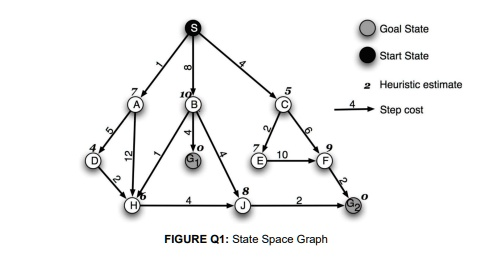 S
Goal State
Start State
2 Heuristic estimate
4 Step cost
1
8
4
7
A
10
B
5
C
5
12
1
4
4
2
6
4
D
0
G1
7
E
10
9
F
2
2
6
H
4
8
J
2
0
G2
FIGURE Q1: State Space Graph